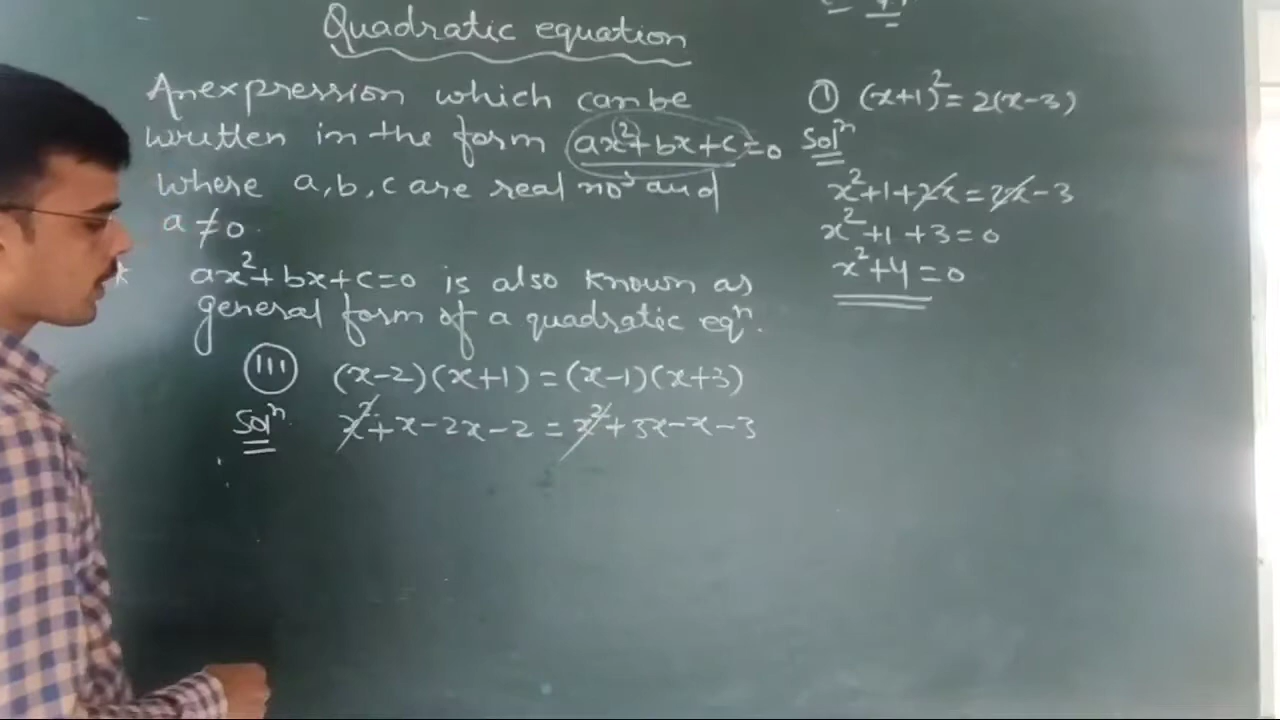 Quadratic equation
An expression which can be
written in the form ax²+bx+c=0
where a, b, c are real noˢ and
a ≠ 0.
* ax²+bx+c=0 is also known as
general form of a quadratic eqⁿ.
(III) (x-2)(x+1) = (x-1)(x+3)
Solⁿ x²+x-2x-2 = x²+3x-x-3
① (x+1)² = 2(x-3)
Solⁿ
x²+1+2x = 2x-3
x²+1+3=0
x²+4=0